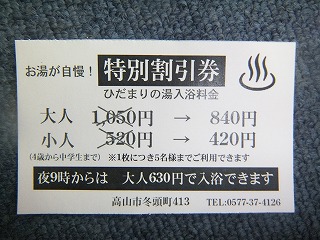 お湯が自慢！ 特別割引券
ひだまりの湯入浴料金
大人 1,050円 → 840円
小人 520円 → 420円
(4歳から中学生まで) ※1枚につき5名様までご利用できます
夜9時からは 大人630円で入浴できます
高山市冬頭町413 TEL:0577-37-4126